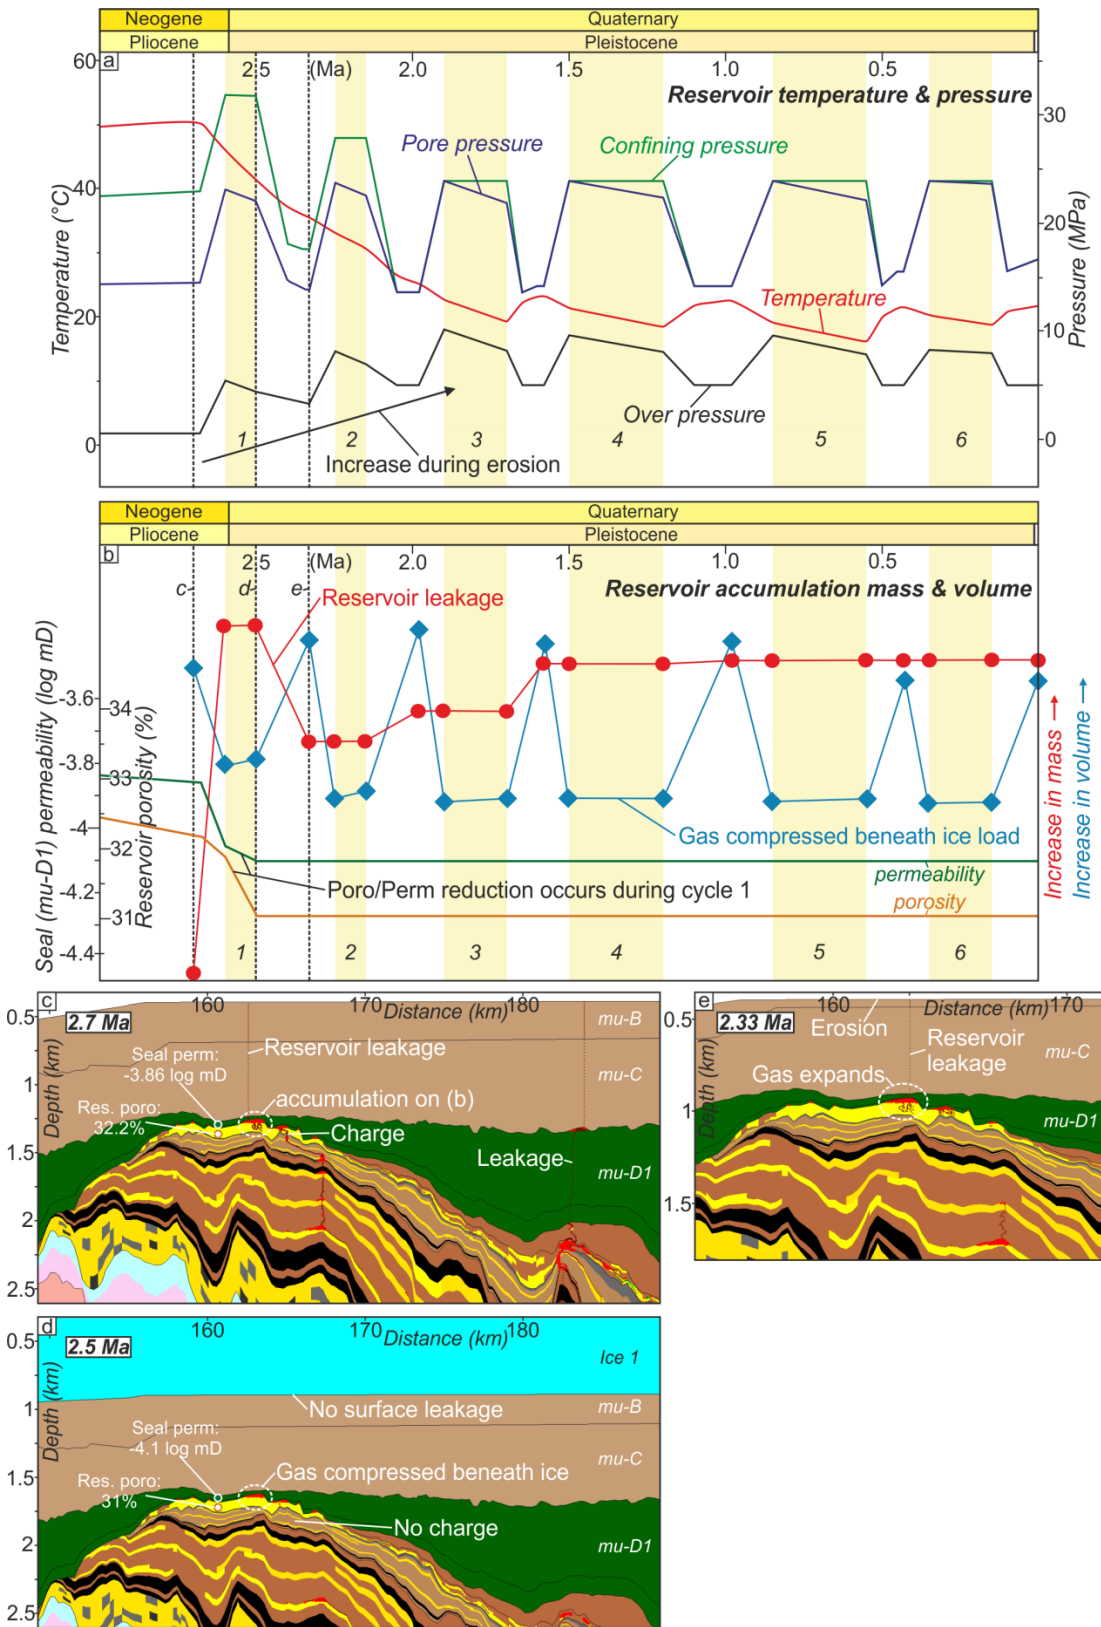 Neogene Quaternary
Pliocene Pleistocene
a
60 2.5 (Ma) 2.0 1.5 1.0 0.5
Reservoir temperature & pressure
30
Pore pressure Confining pressure
40
Temperature (°C)
20
Pressure (MPa)
20
Temperature
10
Over pressure
0 1 2 3 4 5 6 0
Increase during erosion
Neogene Quaternary
Pliocene Pleistocene
b
2.5 (Ma) 2.0 1.5 1.0 0.5
c- d- e-
Reservoir accumulation mass & volume
Reservoir leakage
Seal (mu-D1) permeability (log mD)
-3.6
-3.8
-4
-4.2
-4.4
Reservoir porosity (%)
34
33
32
31
Gas compressed beneath ice load
permeability
Poro/Perm reduction occurs during cycle 1
porosity
1 2 3 4 5 6
Increase in mass →
Increase in volume →
c
160 170 180
Distance (km)
0.5
2.7 Ma
mu-B
Seal perm:
-3.86 log mD
Reservoir leakage
mu-C
Depth (km)
1
accumulation on (b)
Res. poro:
32.2%
Charge
1.5
Leakage
mu-D1
2
2.5
e
160 170
Distance (km)
0.5
2.33 Ma
Erosion
Reservoir
leakage
mu-C
Gas expands
Depth (km)
1
mu-D1
1.5
d
160 170 180
Distance (km)
0.5
2.5 Ma
Ice 1
Depth (km)
1
No surface leakage
mu-B
Seal perm:
-4.1 log mD
mu-C
1.5
Gas compressed beneath ice
Res. poro:
31%
No charge
2
mu-D1
2.5